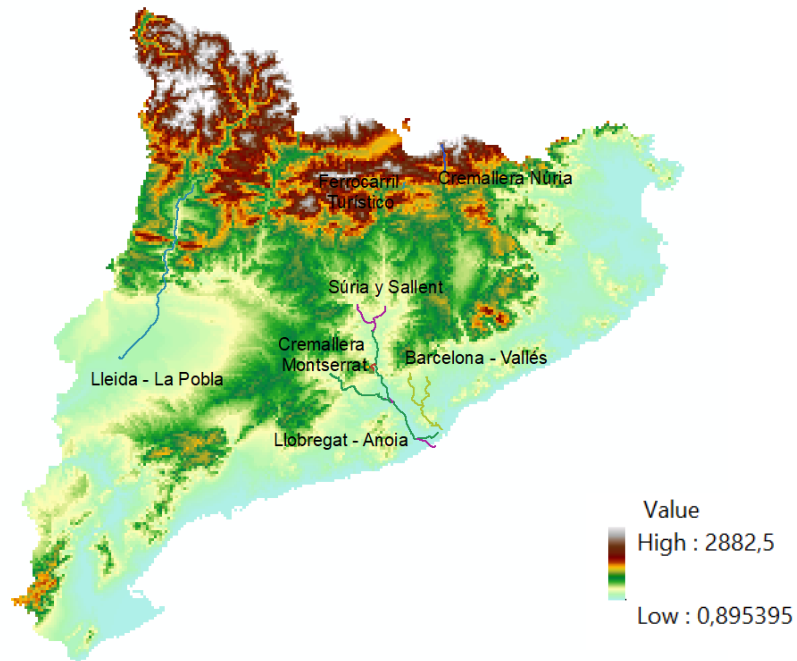 Ferrocarril
Turístico
Cremallera Núria
Súria y Sallent
Cremallera
Montserrat
Barcelona - Vallés
Lleida - La Pobla
Llobregat - Anoia
Value
High : 2882,5
Low : 0,895395